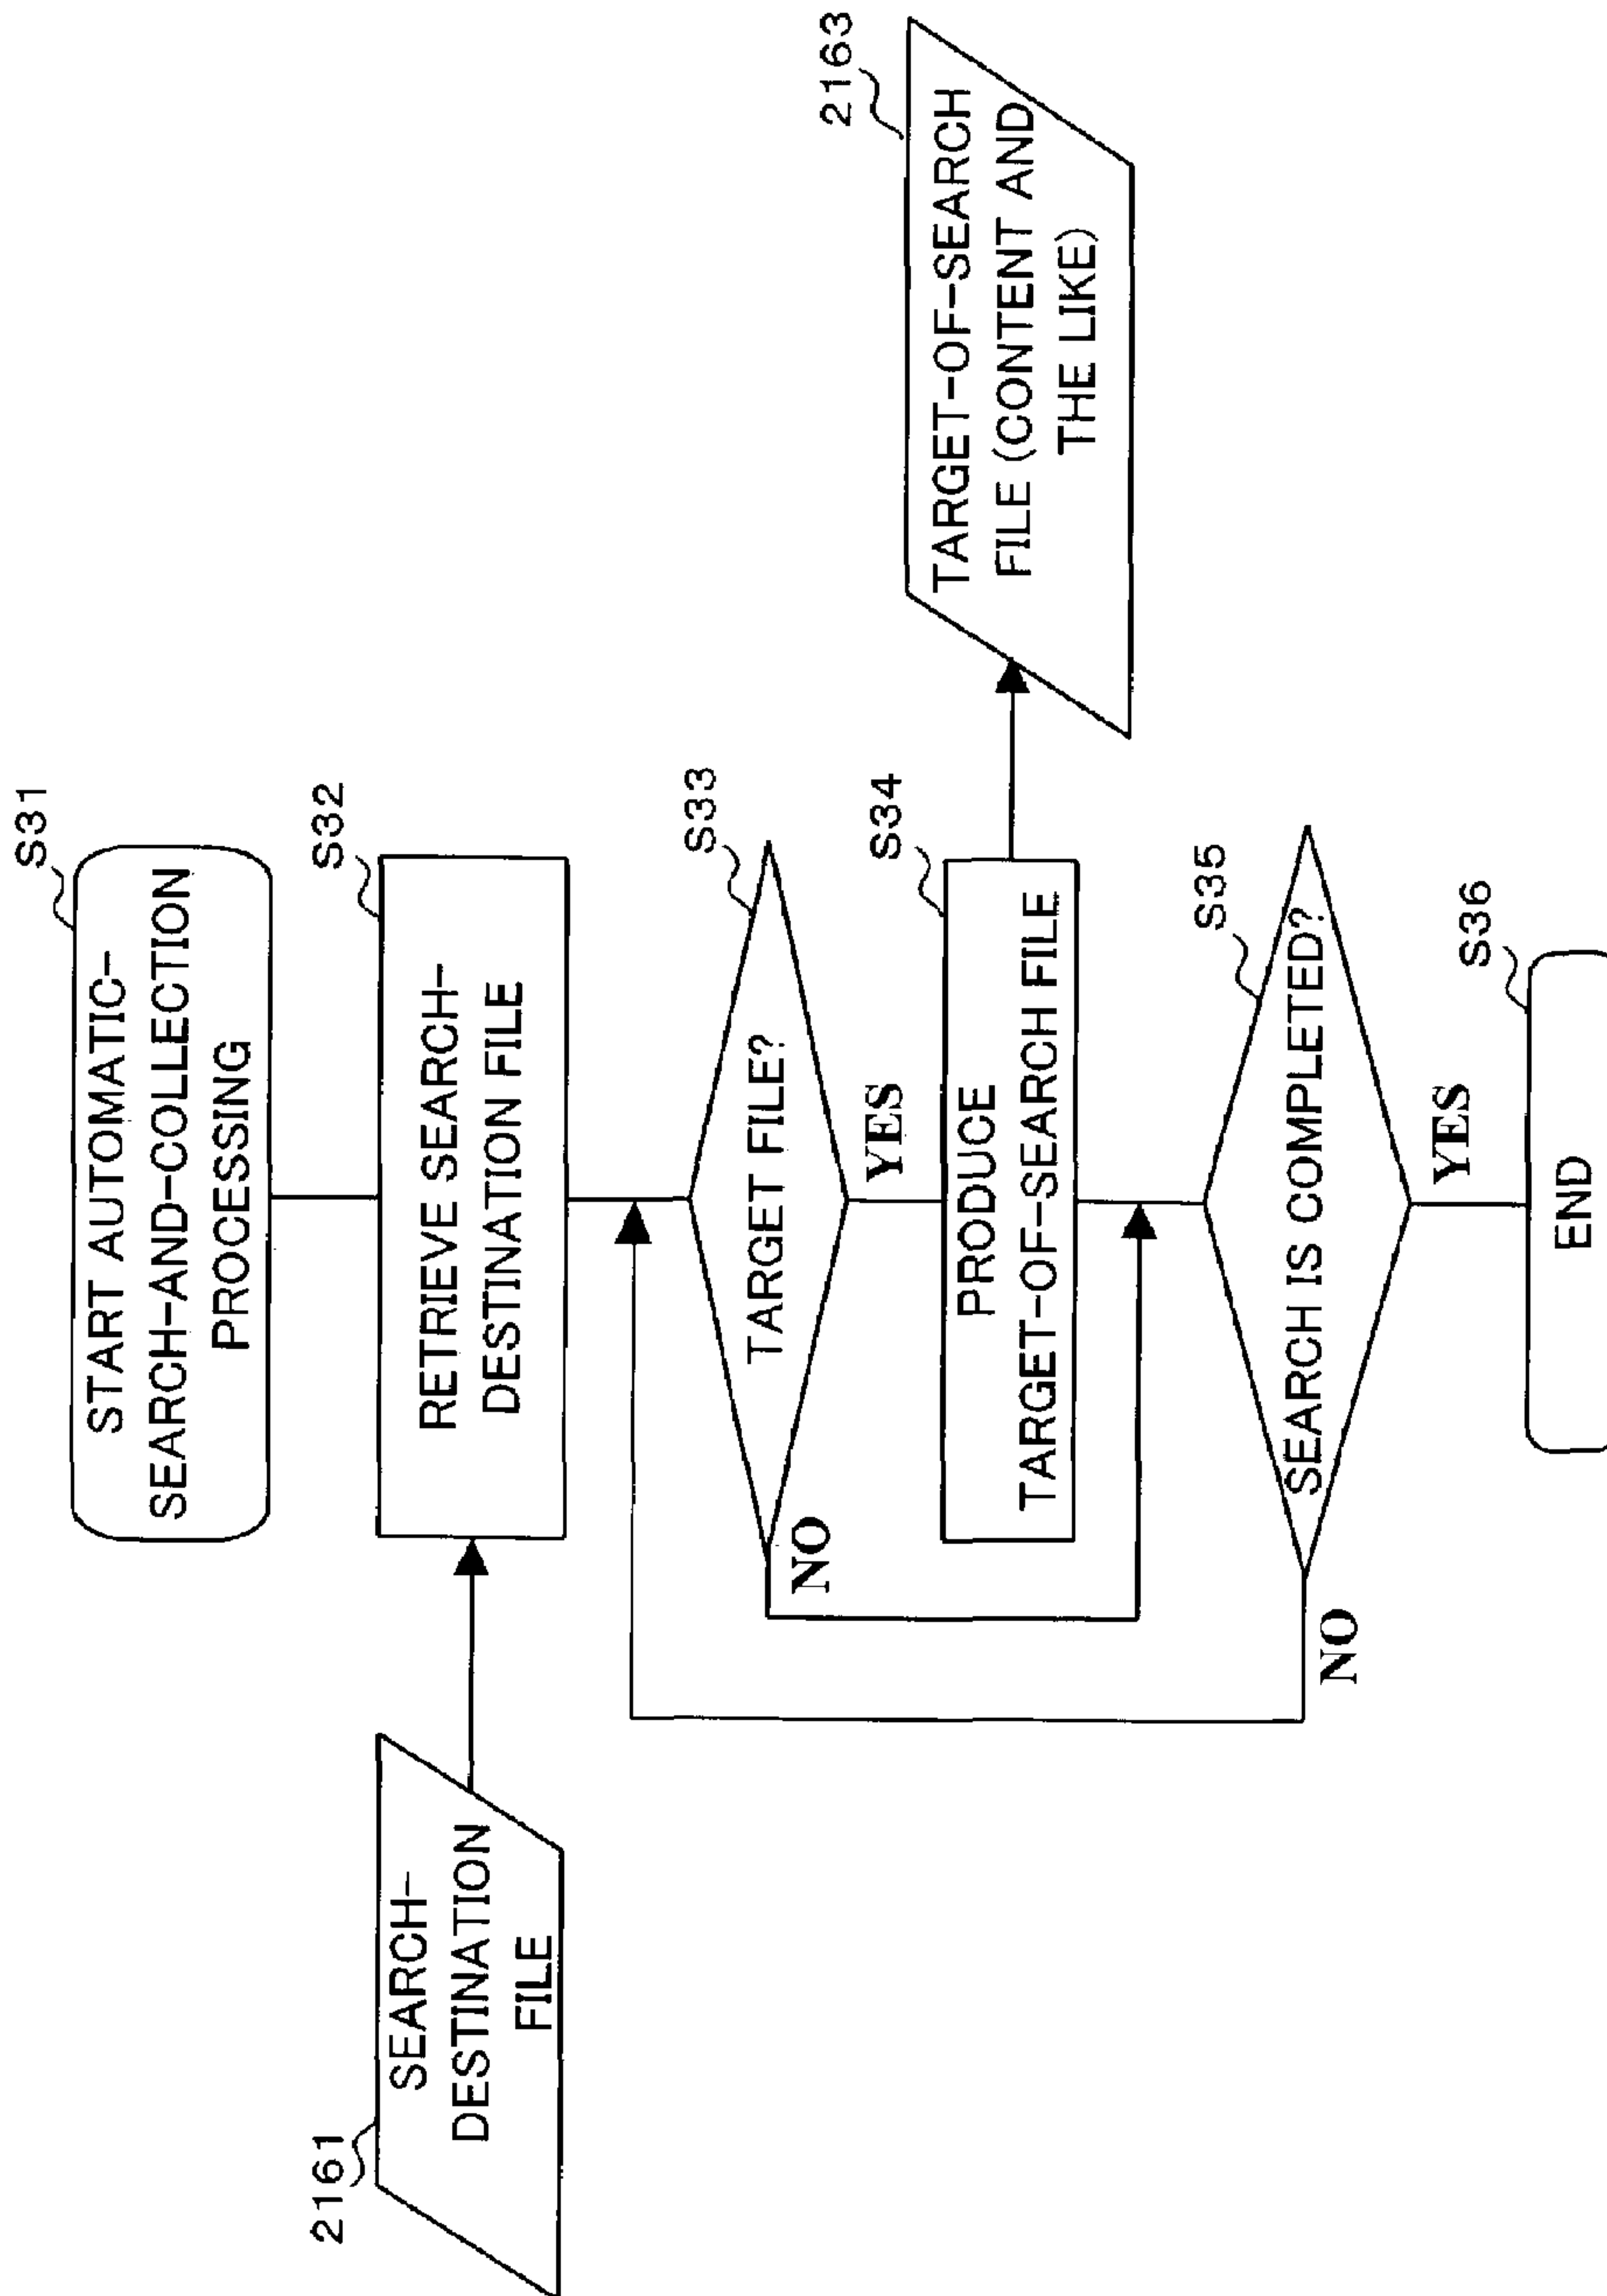 S31
START AUTOMATIC-
SEARCH-AND-COLLECTION
PROCESSING
2161
SEARCH-
DESTINATION
FILE
S32
RETRIEVE SEARCH-
DESTINATION FILE
S33
TARGET FILE?
NO
YES
S34
PRODUCE
TARGET-OF-SEARCH FILE
2163
TARGET-OF-SEARCH
FILE (CONTENT AND
THE LIKE)
S35
SEARCH IS COMPLETED?
NO
YES
S36
END